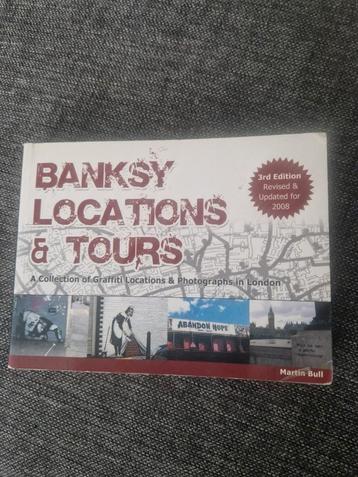 BANKSY
LOCATIONS
& TOURS
3rd Edition
Revised &
Updated for
2008
A Collection of Graffiti Locations & Photographs in London
ABANDON HOPE
Martin Bull